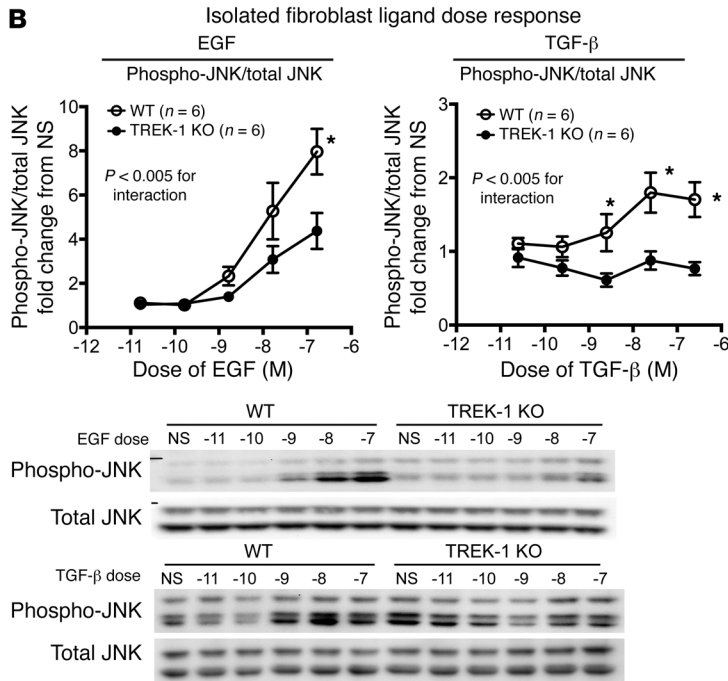 B
Isolated fibroblast ligand dose response
EGF
Phospho-JNK/total JNK
Phospho-JNK/total JNK
fold change from NS
10
8
6
4
2
0
WT (n = 6)
TREK-1 KO (n = 6)
P < 0.005 for
interaction
*
-12 -11 -10 -9 -8 -7 -6
Dose of EGF (M)
TGF-β
Phospho-JNK/total JNK
Phospho-JNK/total JNK
fold change from NS
3
2
1
0
WT (n = 6)
TREK-1 KO (n = 6)
P < 0.005 for
interaction
* * *
-12 -11 -10 -9 -8 -7 -6
Dose of TGF-β (M)
WT TREK-1 KO
EGF dose NS -11 -10 -9 -8 -7 NS -11 -10 -9 -8 -7
Phospho-JNK
Total JNK
WT TREK-1 KO
TGF-β dose NS -11 -10 -9 -8 -7 NS -11 -10 -9 -8 -7
Phospho-JNK
Total JNK